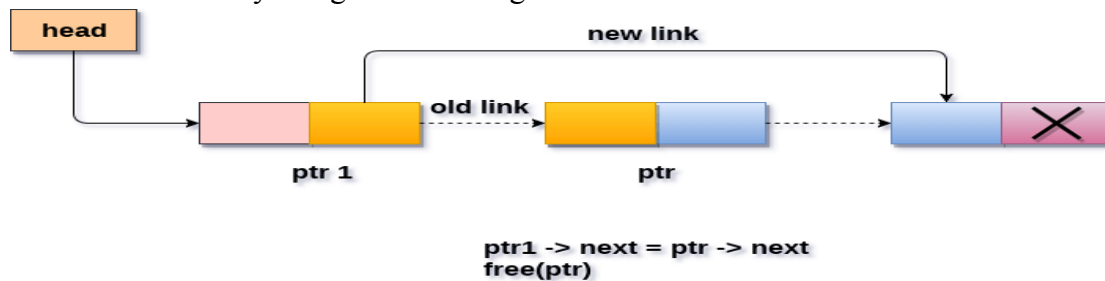 head
new link
old link
ptr 1
ptr
ptr1 -> next = ptr -> next
free(ptr)